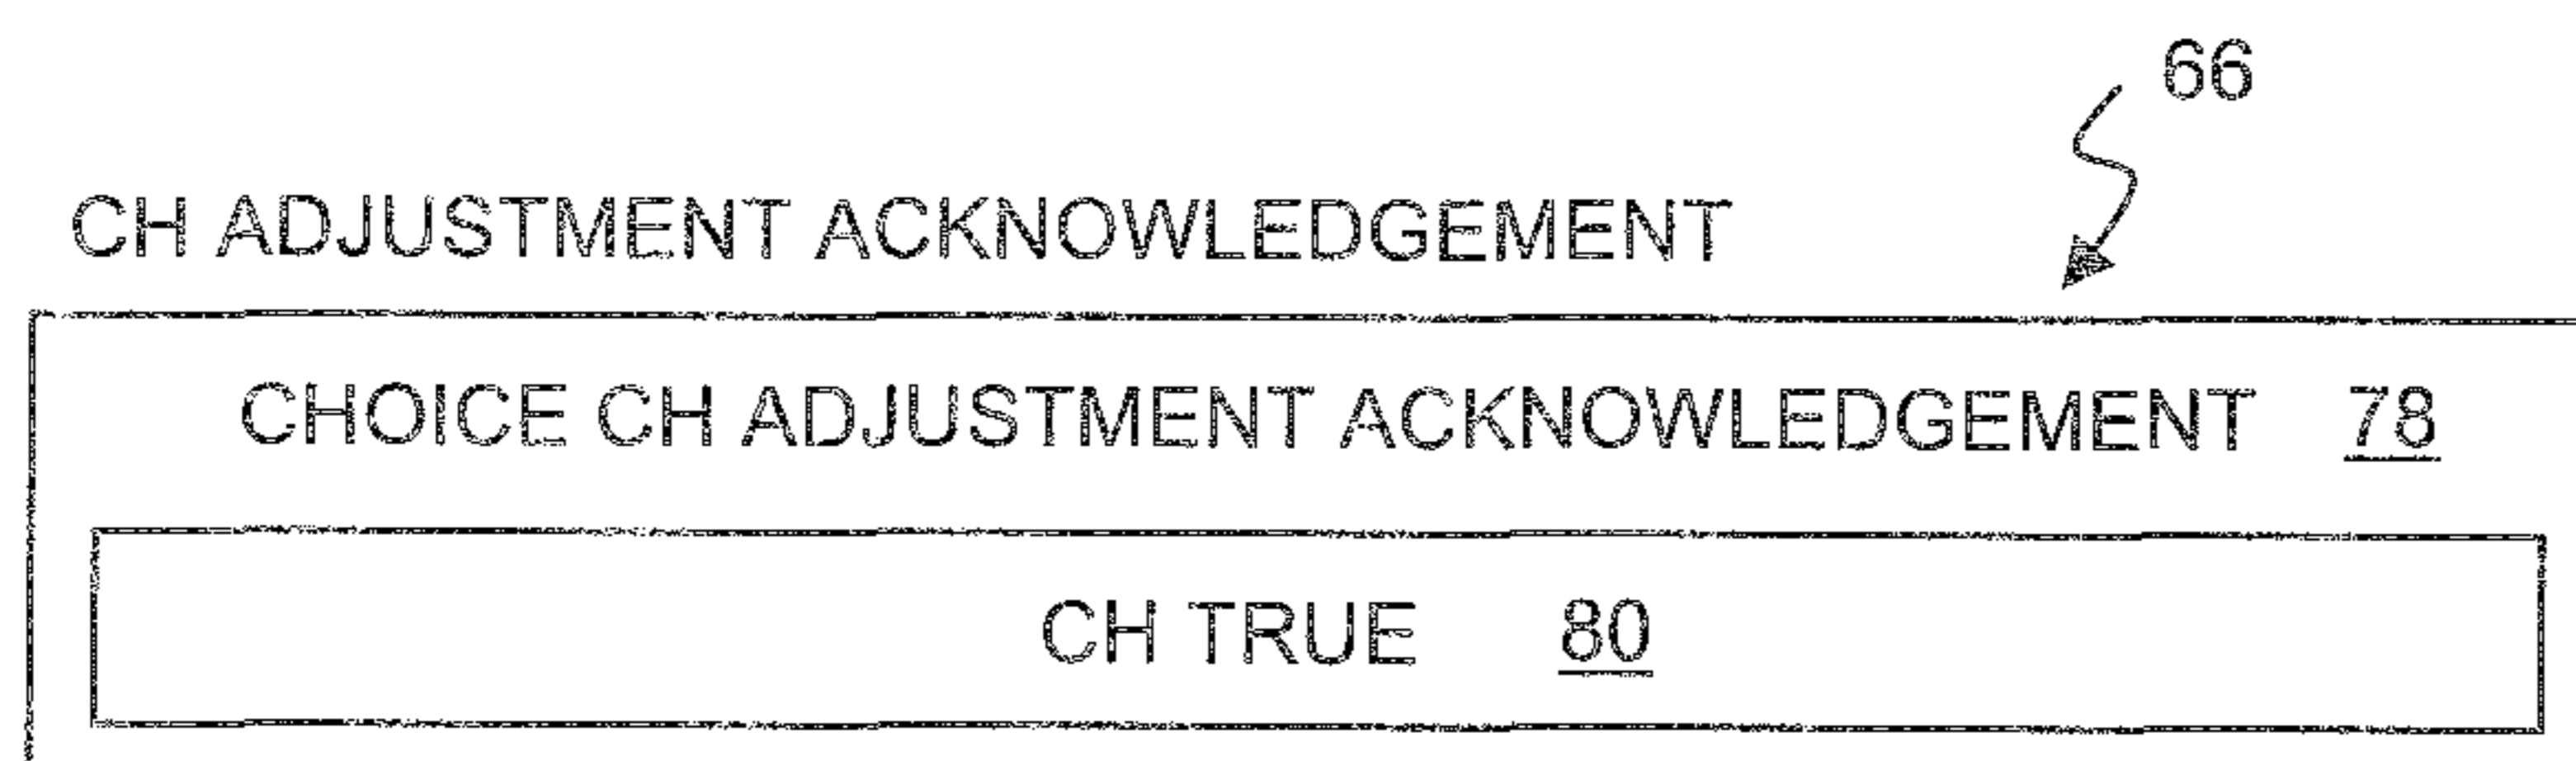 66
CH ADJUSTMENT ACKNOWLEDGEMENT
CHOICE CH ADJUSTMENT ACKNOWLEDGEMENT 78
CH TRUE 80